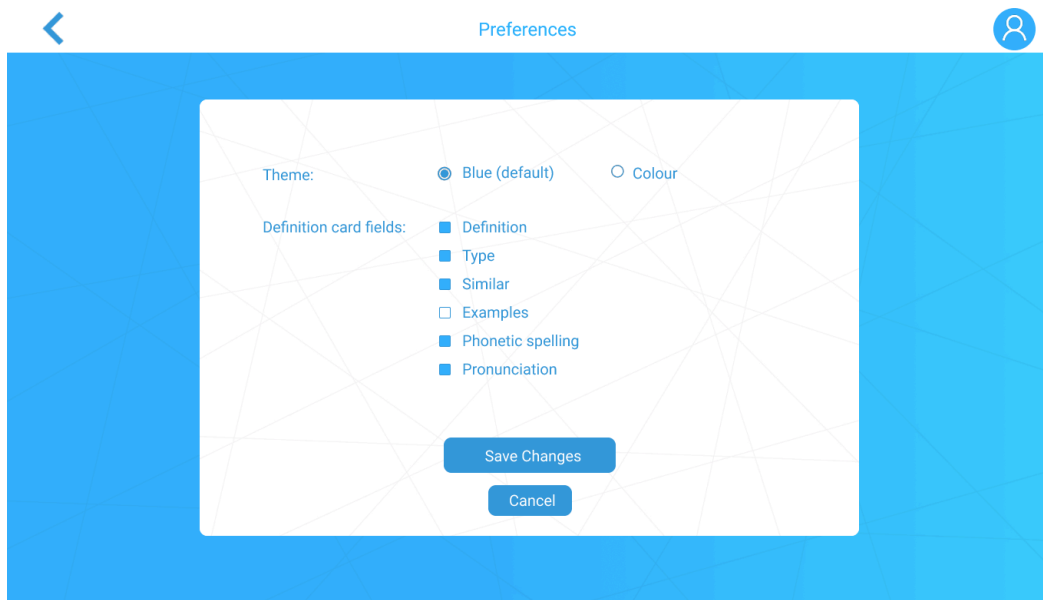 Preferences
Theme: Blue (default) Colour
Definition card fields: Definition
Type
Similar
Examples
Phonetic spelling
Pronunciation
Save Changes
Cancel